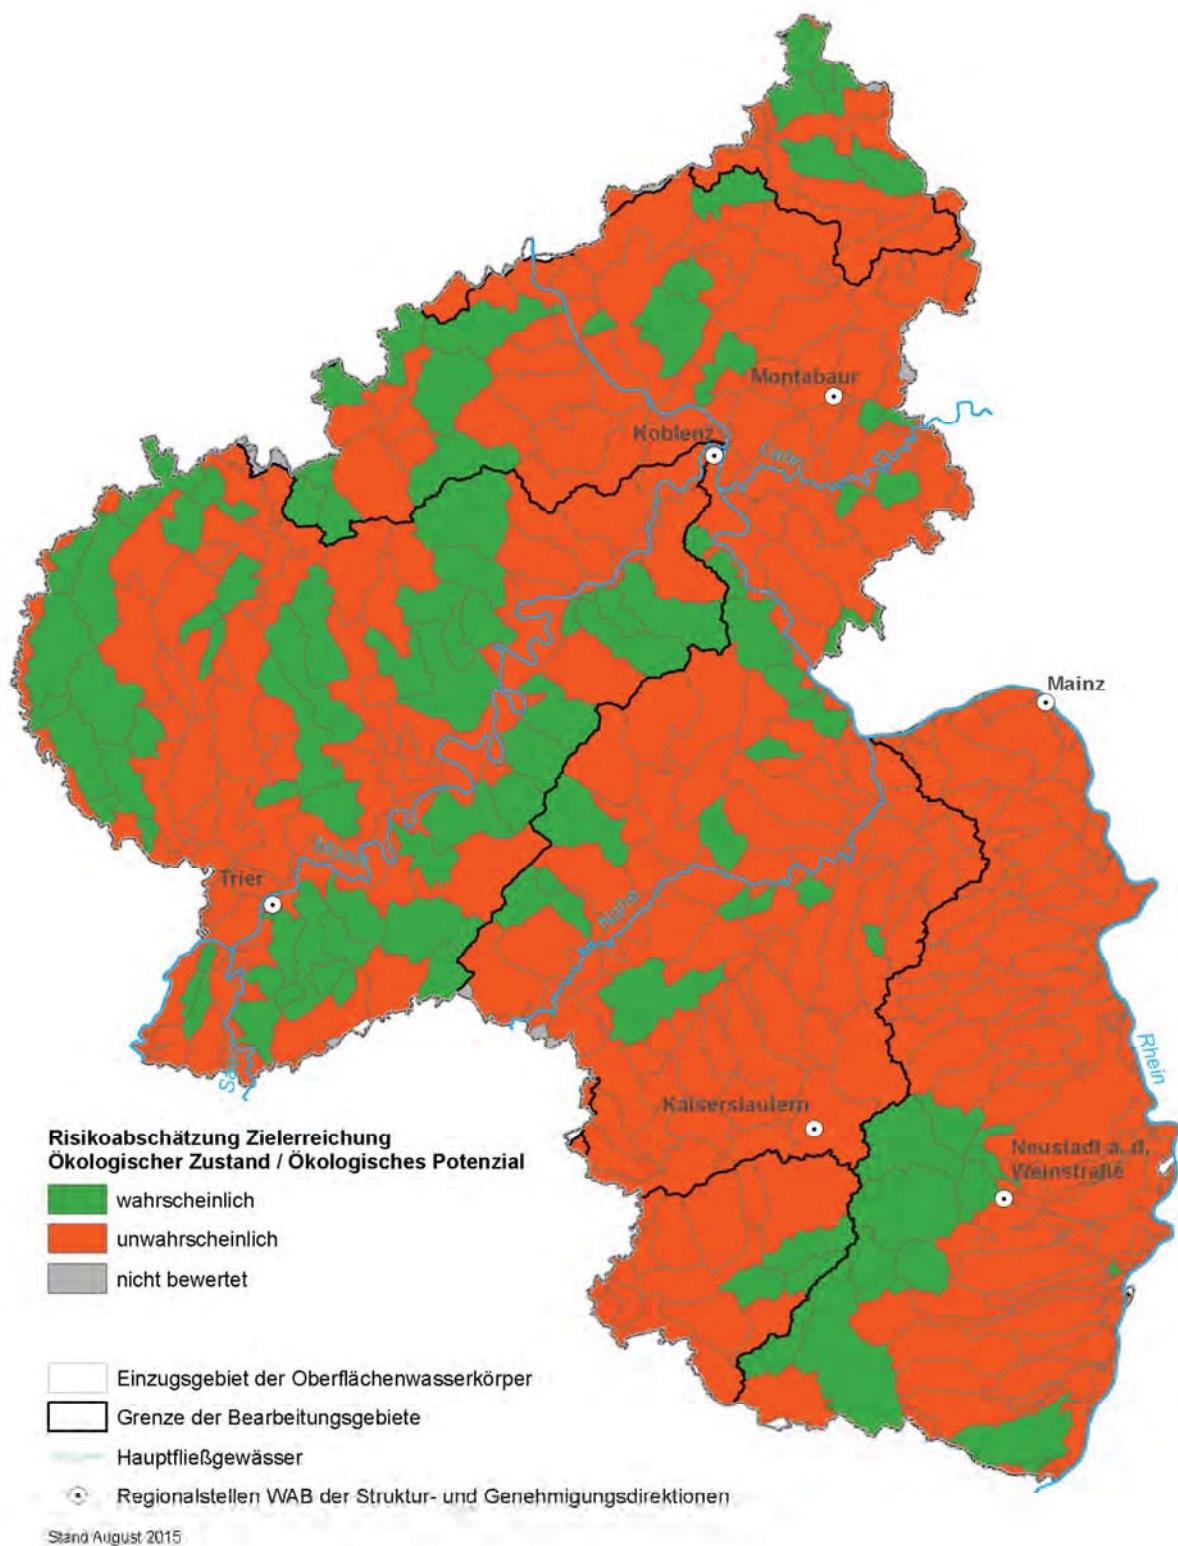 Montabaur
Koblenz
Lahn
Mainz
Mosel
Trier
Nahe
Rhein
Kaiserslautern
Neustadt a. d.
Weinstraße
Risikoabschätzung Zielerreichung
Ökologischer Zustand / Ökologisches Potenzial
wahrscheinlich
unwahrscheinlich
nicht bewertet
Einzugsgebiet der Oberflächenwasserkörper
Grenze der Bearbeitungsgebiete
Hauptfließgewässer
Regionalstellen WAB der Struktur- und Genehmigungsdirektionen
Stand August 2015